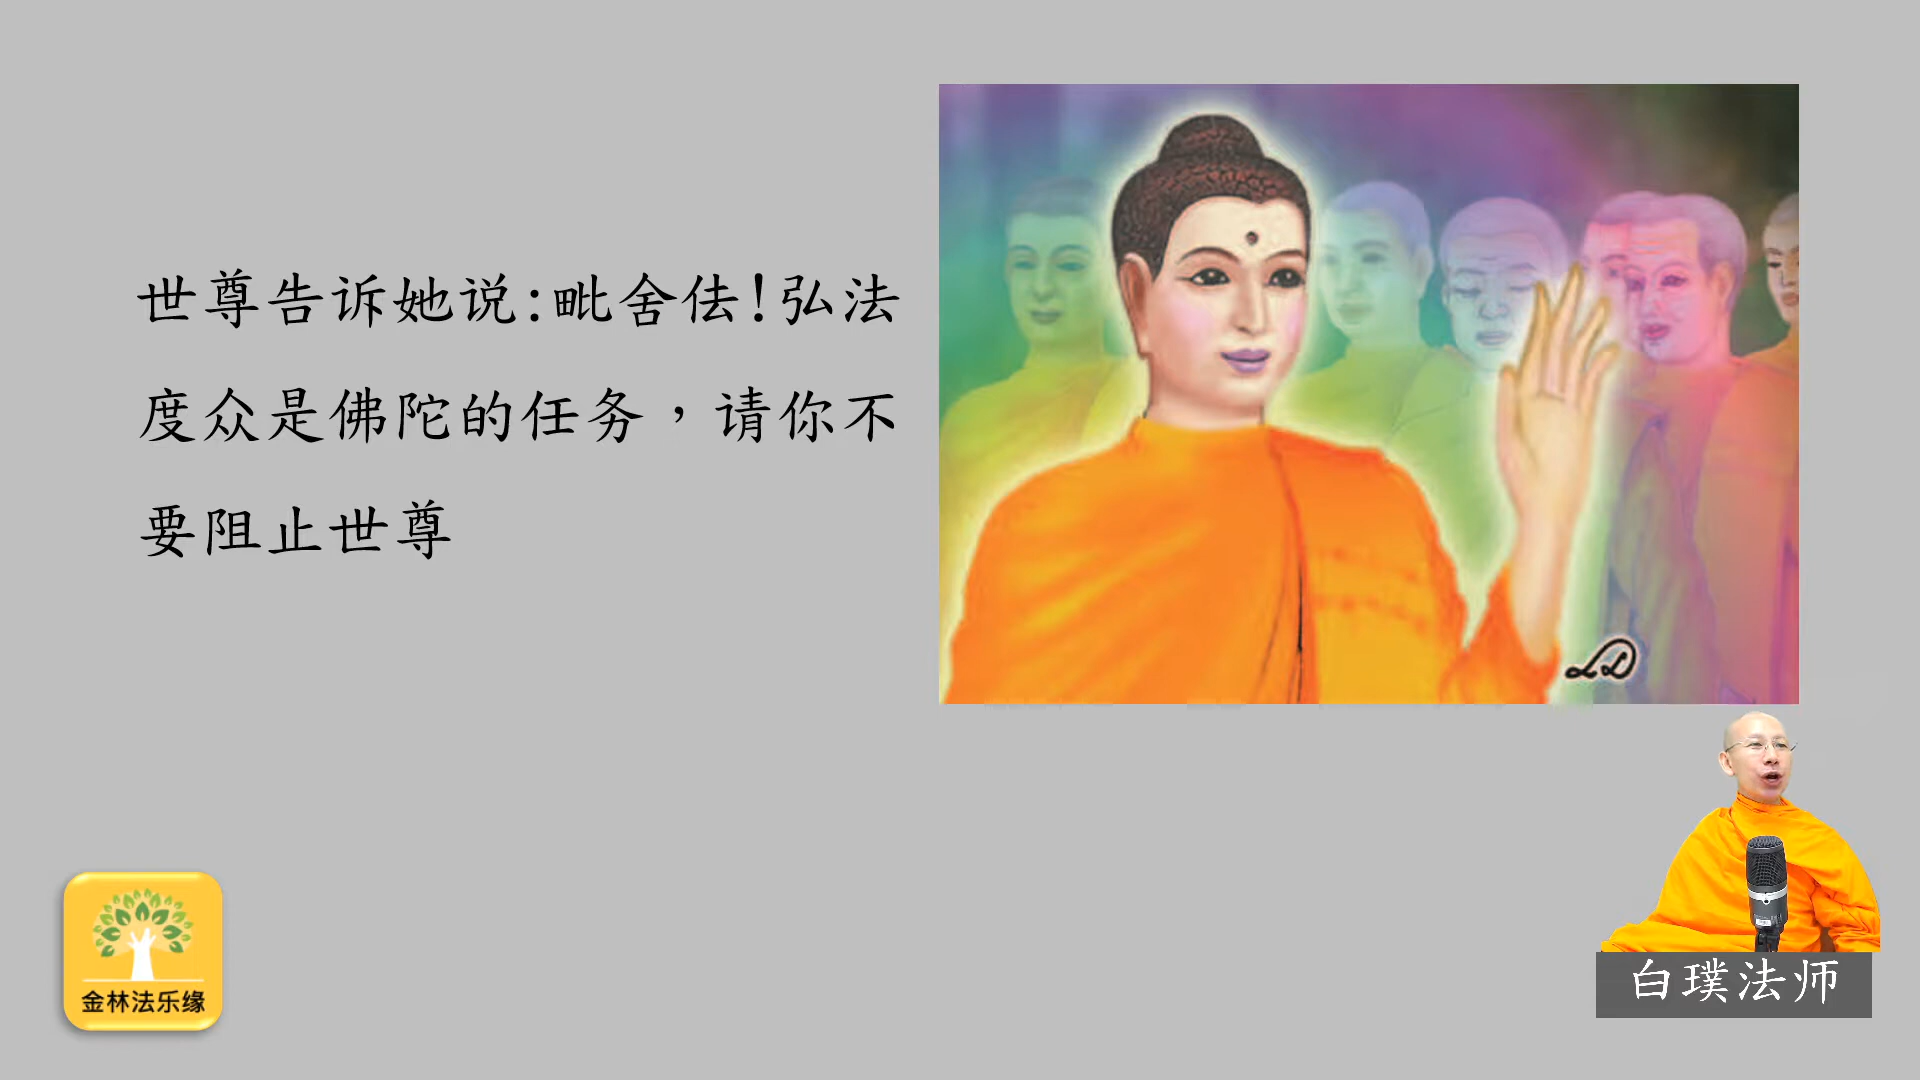 世尊告诉她说:毗舍佉!弘法
度众是佛陀的任务，请你不
要阻止世尊
金林法乐缘
白璞法师